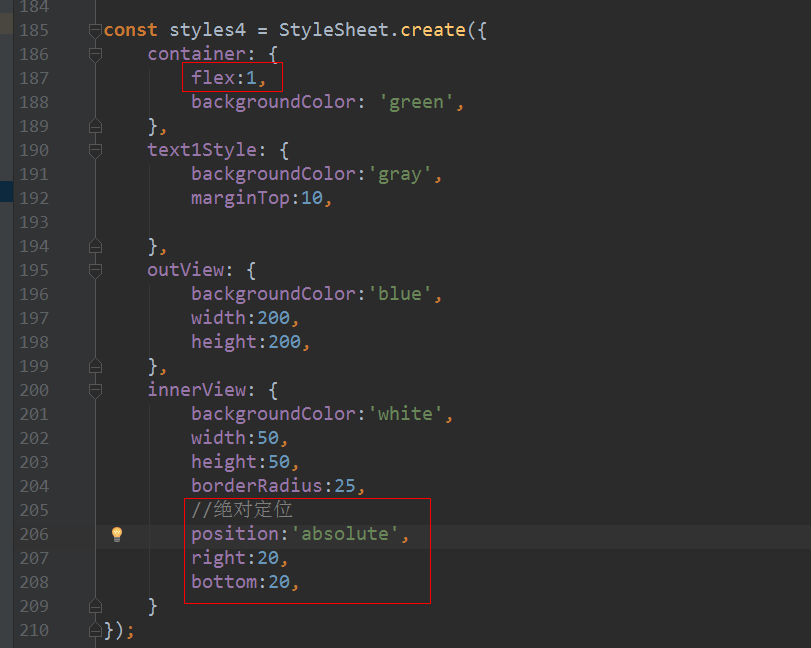 184
185 const styles4 = StyleSheet.create({
186 container: {
187 flex:1,
188 backgroundColor: 'green',
189 },
190 text1Style: {
191 backgroundColor:'gray',
192 marginTop:10,
193
194 },
195 outView: {
196 backgroundColor:'blue',
197 width:200,
198 height:200,
199 },
200 innerView: {
201 backgroundColor:'white',
202 width:50,
203 height:50,
204 borderRadius:25,
205 //绝对定位
206 position:'absolute',
207 right:20,
208 bottom:20,
209 }
210 });